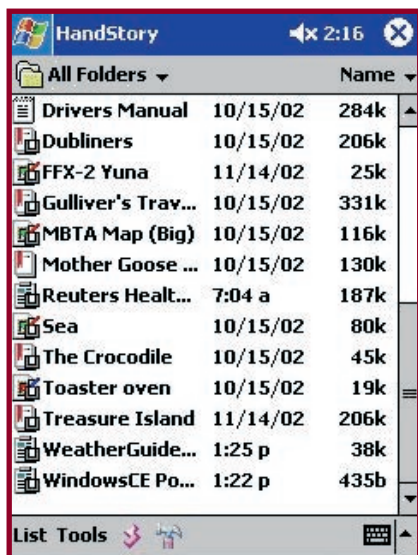 HandStory 2:16
All Folders Name
Drivers Manual 10/15/02 284k
Dubliners 10/15/02 206k
FFX-2 Yuna 11/14/02 25k
Gulliver's Trav... 10/15/02 331k
MBTA Map (Big) 10/15/02 116k
Mother Goose ... 10/15/02 130k
Reuters Healt... 7:04 a 187k
Sea 10/15/02 80k
The Crocodile 10/15/02 45k
Toaster oven 10/15/02 19k
Treasure Island 11/14/02 206k
WeatherGuide... 1:25 p 38k
WindowsCE Po... 1:22 p 435b
List Tools